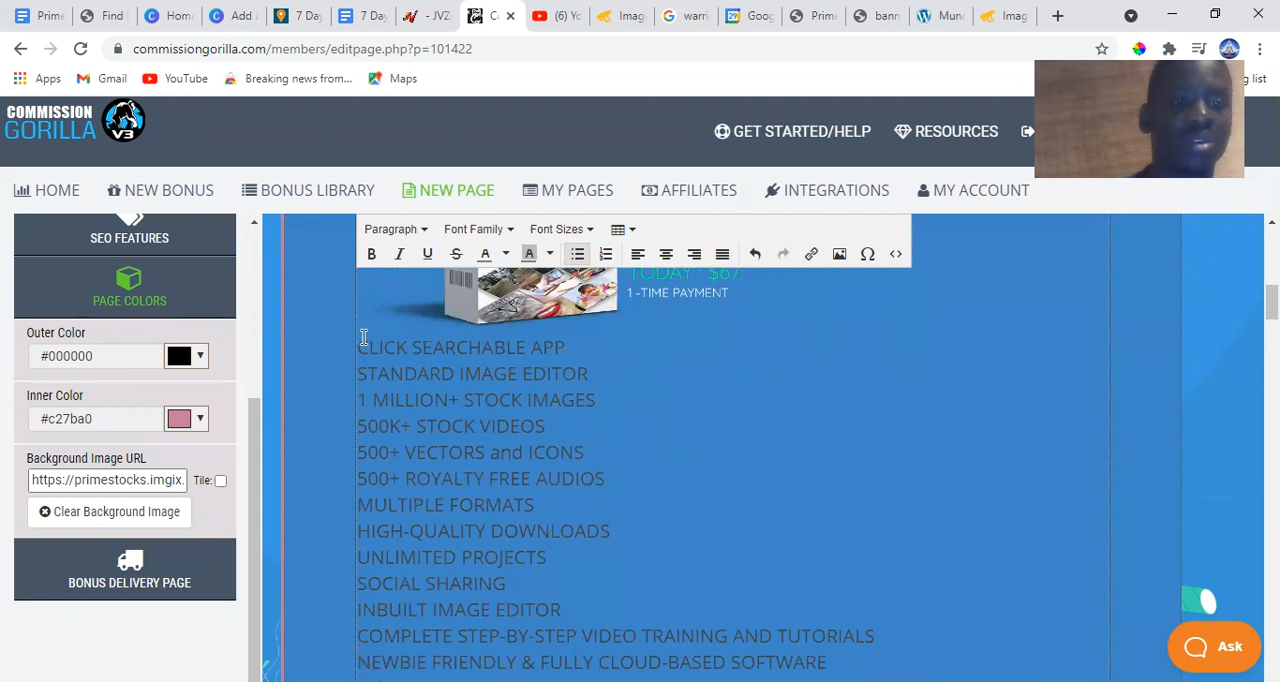 Prime
Find
Home
Add a
7 Day
7 Day
- JVZ
Co
(6) Yo
Imag
warri
Goog
Prime
bann
Mun
Imag
commissiongorilla.com/members/editpage.php?p=101422
Apps
Gmail
YouTube
Breaking news from...
Maps
g list
COMMISSION
GORILLA
V3
GET STARTED/HELP
RESOURCES
HOME
NEW BONUS
BONUS LIBRARY
NEW PAGE
MY PAGES
AFFILIATES
INTEGRATIONS
MY ACCOUNT
SEO FEATURES
PAGE COLORS
Outer Color
#000000
Inner Color
#c27ba0
Background Image URL
https://primestocks.imgix.
Tile:
Clear Background Image
BONUS DELIVERY PAGE
Paragraph
Font Family
Font Sizes
B I U S A A
TODAY : $67
1 -TIME PAYMENT
CLICK SEARCHABLE APP
STANDARD IMAGE EDITOR
1 MILLION+ STOCK IMAGES
500K+ STOCK VIDEOS
500+ VECTORS and ICONS
500+ ROYALTY FREE AUDIOS
MULTIPLE FORMATS
HIGH-QUALITY DOWNLOADS
UNLIMITED PROJECTS
SOCIAL SHARING
INBUILT IMAGE EDITOR
COMPLETE STEP-BY-STEP VIDEO TRAINING AND TUTORIALS
NEWBIE FRIENDLY & FULLY CLOUD-BASED SOFTWARE
Ask